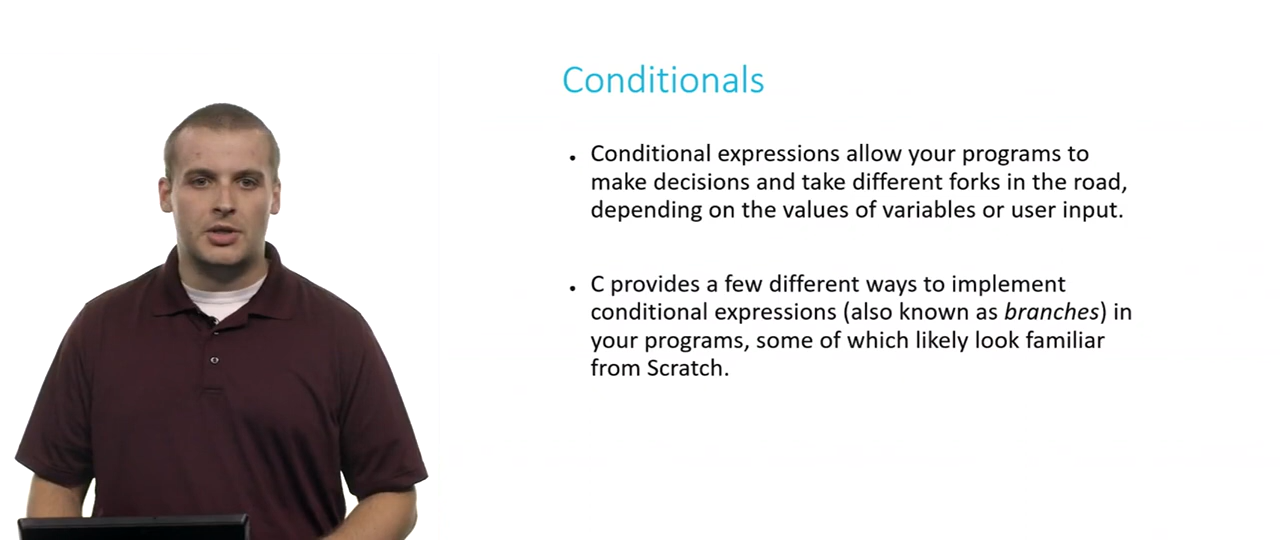 Conditionals
• Conditional expressions allow your programs to
make decisions and take different forks in the road,
depending on the values of variables or user input.
• C provides a few different ways to implement
conditional expressions (also known as branches) in
your programs, some of which likely look familiar
from Scratch.